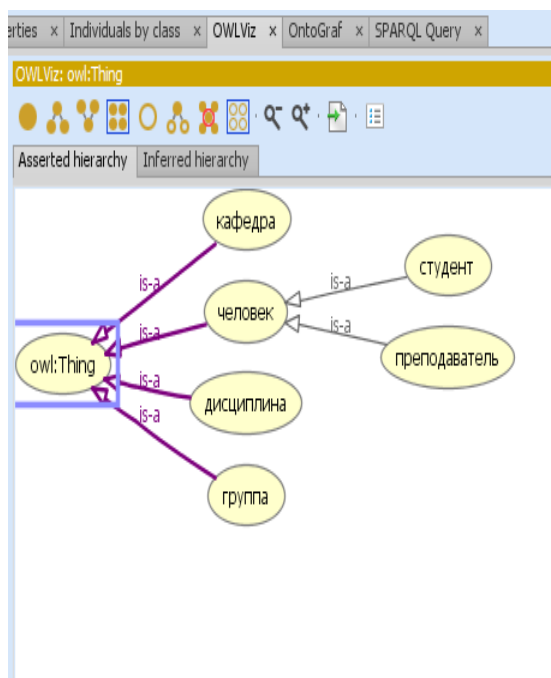 erties × Individuals by class × OWLViz × OntoGraf × SPARQL Query ×
OWLViz: owl:Thing
Asserted hierarchy Inferred hierarchy
кафедра
is-a
студент
is-a
человек
is-a
is-a
преподаватель
owl:Thing
is-a
дисциплина
is-a
группа